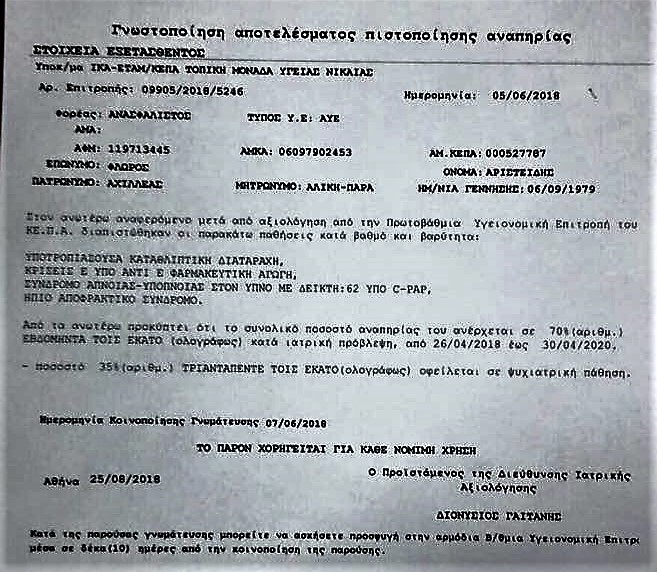 Γνωστοποίηση αποτελέσματος πιστοποίησης αναπηρίας
ΣΤΟΙΧΕΙΑ ΕΞΕΤΑΣΘΕΝΤΟΣ
Υποκ/μα ΙΚΑ-ΕΤΑΜ/ΚΕΠΑ ΤΟΠΙΚΗ ΜΟΝΑΔΑ ΥΓΕΙΑΣ ΝΙΚΑΙΑΣ
Αρ. Επιτροπής: 09905/2018/5246 Ημερομηνία: 05/06/2018
Φορέας: ΑΝΑΣΦΑΛΙΣΤΟΣ ΤΥΠΟΣ Υ.Ε: ΑΥΕ
ΑΜΑ:
ΑΦΜ: 119713445 ΑΜΚΑ: 06097902453 ΑΜ.ΚΕΠΑ: 000527787
ΕΠΩΝΥΜΟ: ΦΛΩΡΟΣ ΟΝΟΜΑ: ΑΡΙΣΤΕΙΔΗΣ
ΠΑΤΡΩΝΥΜΟ: ΑΧΙΛΛΕΑΣ ΜΗΤΡΩΝΥΜΟ: ΑΛΙΚΗ-ΠΑΡΑ ΗΜ/ΝΙΑ ΓΕΝΝΗΣΗΣ: 06/09/1979
Στον ανωτέρω αναφερόμενο μετά από αξιολόγηση από την Πρωτοβάθμια Υγειονομική Επιτροπή του
ΚΕ.Π.Α. διαπιστώθηκαν οι παρακάτω παθήσεις κατά βαθμό και βαρύτητα:
ΥΠΟΤΡΟΠΙΑΖΟΥΣΑ ΚΑΤΑΘΛΙΠΤΙΚΗ ΔΙΑΤΑΡΑΧΗ,
ΚΡΙΣΕΙΣ Ε ΥΠΟ ΑΝΤΙ Ε ΦΑΡΜΑΚΕΥΤΙΚΗ ΑΓΩΓΗ,
ΣΥΝΔΡΟΜΟ ΑΠΝΟΙΑΣ-ΥΠΟΠΝΟΙΑΣ ΣΤΟΝ ΥΠΝΟ ΜΕ ΔΕΙΚΤΗ:62 ΥΠΟ C-PAP,
ΗΠΙΟ ΑΠΟΦΡΑΚΤΙΚΟ ΣΥΝΔΡΟΜΟ.
Από τα ανωτέρω προκύπτει ότι το συνολικό ποσοστό αναπηρίας του ανέρχεται σε 70%(αριθμ.)
ΕΒΔΟΜΗΝΤΑ ΤΟΙΣ ΕΚΑΤΟ (ολογράφως) κατά ιατρική πρόβλεψη, από 26/04/2018 έως 30/04/2020.
- ποσοστό 35%(αριθμ.) ΤΡΙΑΝΤΑΠΕΝΤΕ ΤΟΙΣ ΕΚΑΤΟ(ολογράφως) οφείλεται σε ψυχιατρική πάθηση.
Ημερομηνία Κοινοποίησης Γνωμάτευσης 07/06/2018
ΤΟ ΠΑΡΟΝ ΧΟΡΗΓΕΙΤΑΙ ΓΙΑ ΚΑΘΕ ΝΟΜΙΜΗ ΧΡΗΣΗ
Αθήνα 25/08/2018 Ο Προϊστάμενος της Διεύθυνσης Ιατρικής
Αξιολόγησης
ΔΙΟΝΥΣΙΟΣ ΓΑΙΤΑΝΗΣ
Κατά της παρούσας γνωμάτευσης μπορείτε να ασκήσετε προσφυγή στην αρμόδια Β/θμια Υγειονομική Επιτρο
μέσα σε δέκα(10) ημέρες από την κοινοποίηση της παρούσης.